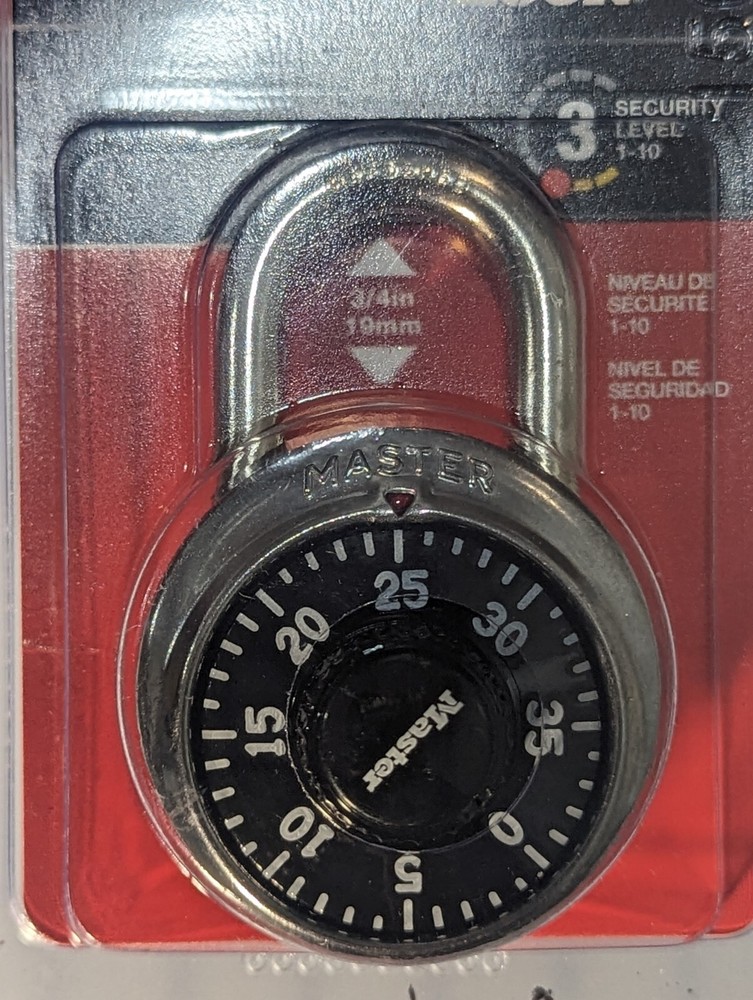 3
SECURITY
LEVEL
1-10
3/4in
19mm
NIVEAU DE
SÉCURITÉ
1-10
NIVEL DE
SEGURIDAD
1-10
MASTER
25
20
30
15
35
Master
10
0
5